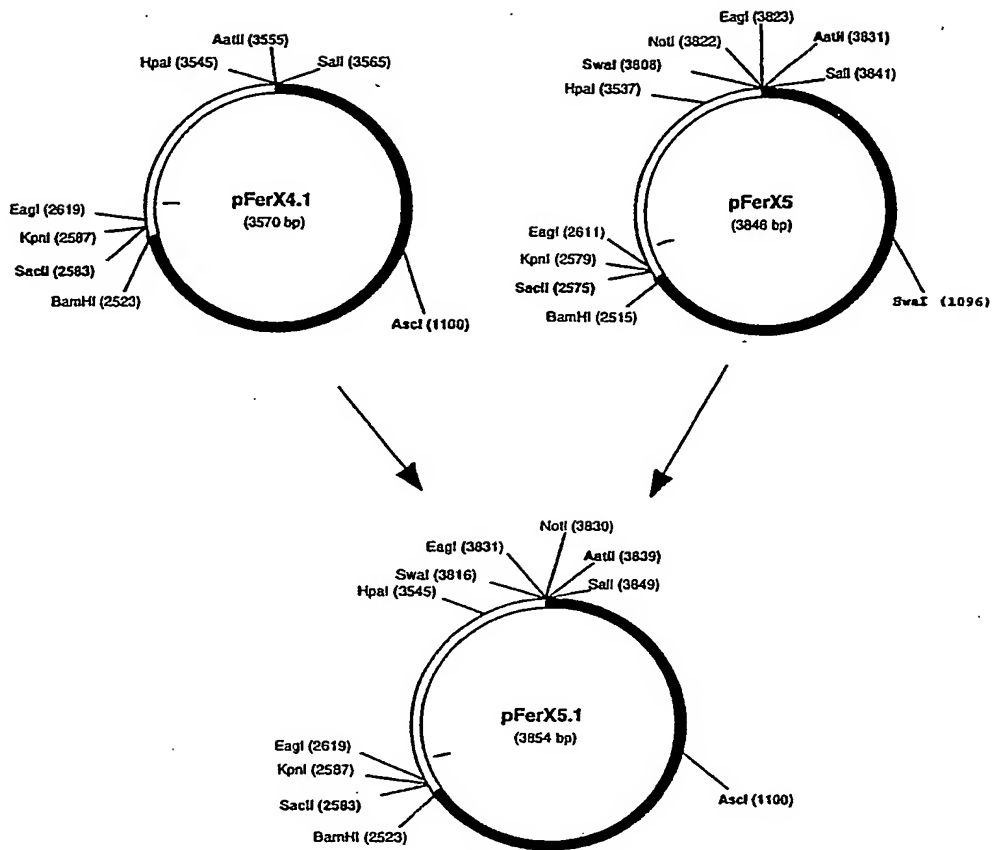 AatII (3555)
HpaI (3545)
SalI (3565)
pFerX4.1
(3570 bp)
EagI (2619)
KpnI (2587)
SacII (2583)
BamHI (2523)
AscI (1100)
EagI (3823)
NotI (3822)
AatII (3831)
SwaI (3808)
SalI (3841)
HpaI (3537)
pFerX5
(3846 bp)
EagI (2611)
KpnI (2579)
SacII (2575)
BamHI (2515)
SwaI (1096)
NotI (3830)
EagI (3831)
AatII (3839)
SwaI (3816)
SalI (3849)
HpaI (3545)
pFerX5.1
(3854 bp)
EagI (2619)
KpnI (2587)
SacII (2583)
BamHI (2523)
AscI (1100)